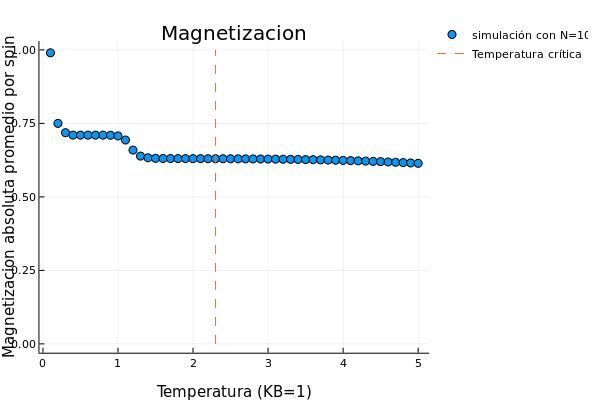 Magnetizacion
simulación con N=10
Temperatura crítica
Magnetizacion absoluta promedio por spin
1.00
0.75
0.50
0.25
0.00
0 1 2 3 4 5
Temperatura (KB=1)